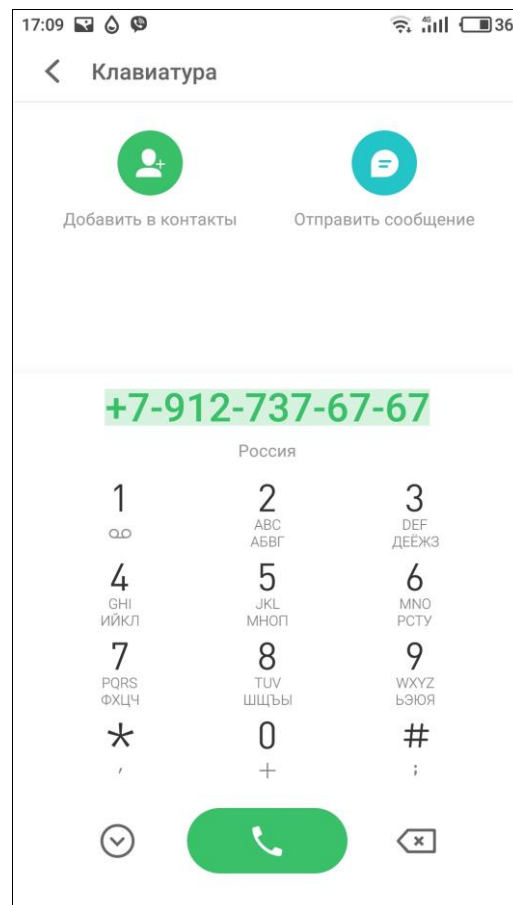 17:09 4G 36
Клавиатура
Добавить в контакты Отправить сообщение
+7-912-737-67-67
Россия
1 2 3
ABC DEF
АБВГ ДЕЁЖЗ
4 5 6
GHI JKL MNO
ИЙКЛ МНОП РСТУ
7 8 9
PQRS TUV WXYZ
ФХЦЧ ШЩЪЫ ЬЭЮЯ
* 0 #
, + ;